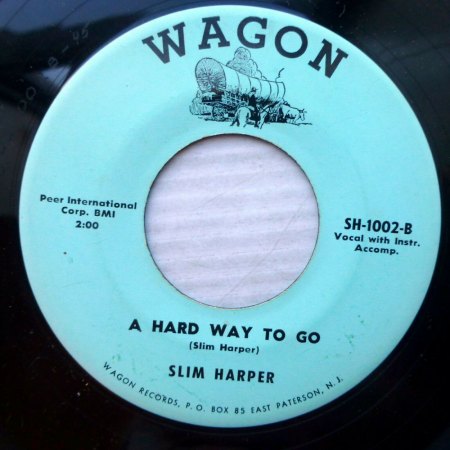 WAGON
Peer International
Corp. BMI
2:00
SH-1002-B
Vocal with Instr.
Accomp.
A HARD WAY TO GO
(Slim Harper)
SLIM HARPER
WAGON RECORDS, P. O. BOX 85 EAST PATERSON, N. J.